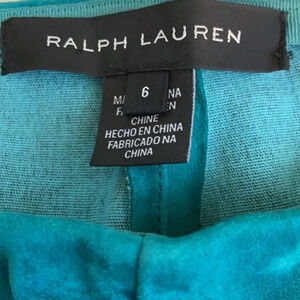 RALPH LAUREN
6
CHINE
HECHO EN CHINA
FABRICADO NA
CHINA